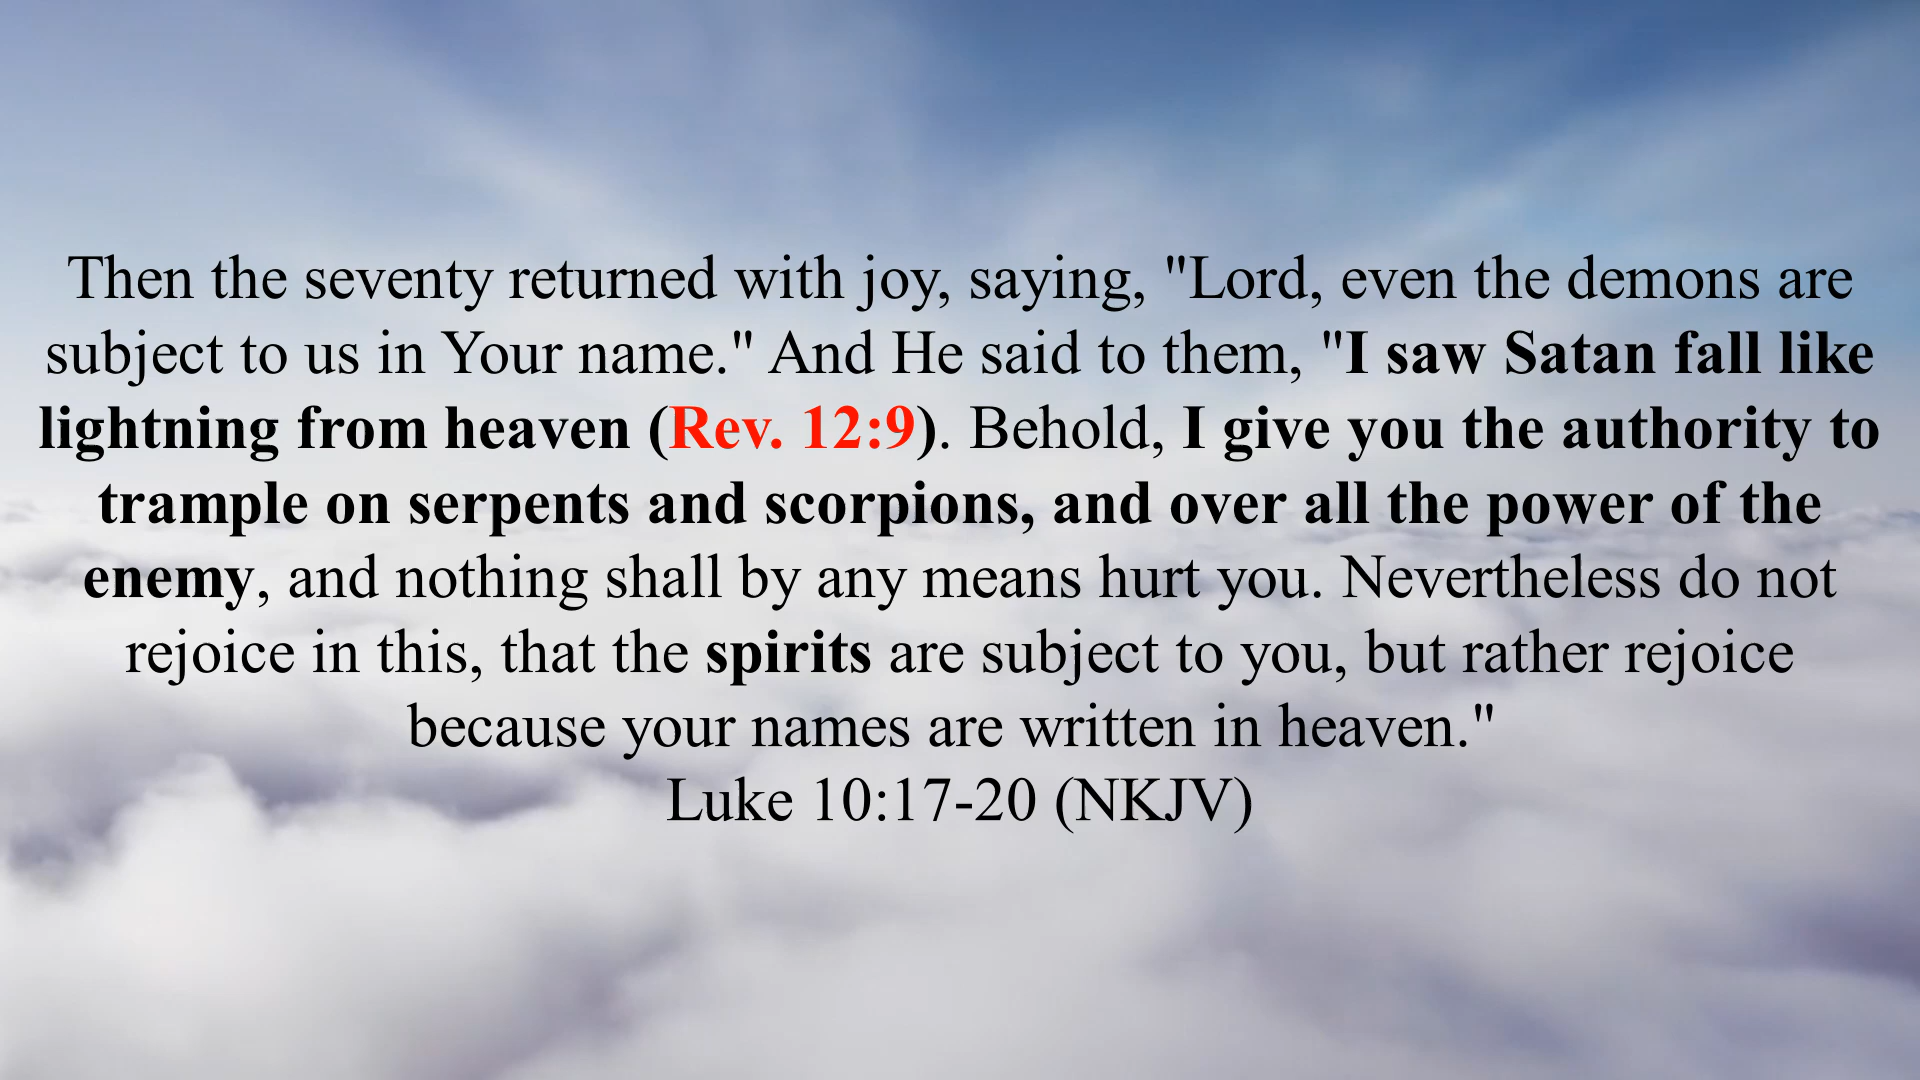 Then the seventy returned with joy, saying, "Lord, even the demons are
subject to us in Your name." And He said to them, "I saw Satan fall like
lightning from heaven (Rev. 12:9). Behold, I give you the authority to
trample on serpents and scorpions, and over all the power of the
enemy, and nothing shall by any means hurt you. Nevertheless do not
rejoice in this, that the spirits are subject to you, but rather rejoice
because your names are written in heaven."
Luke 10:17-20 (NKJV)